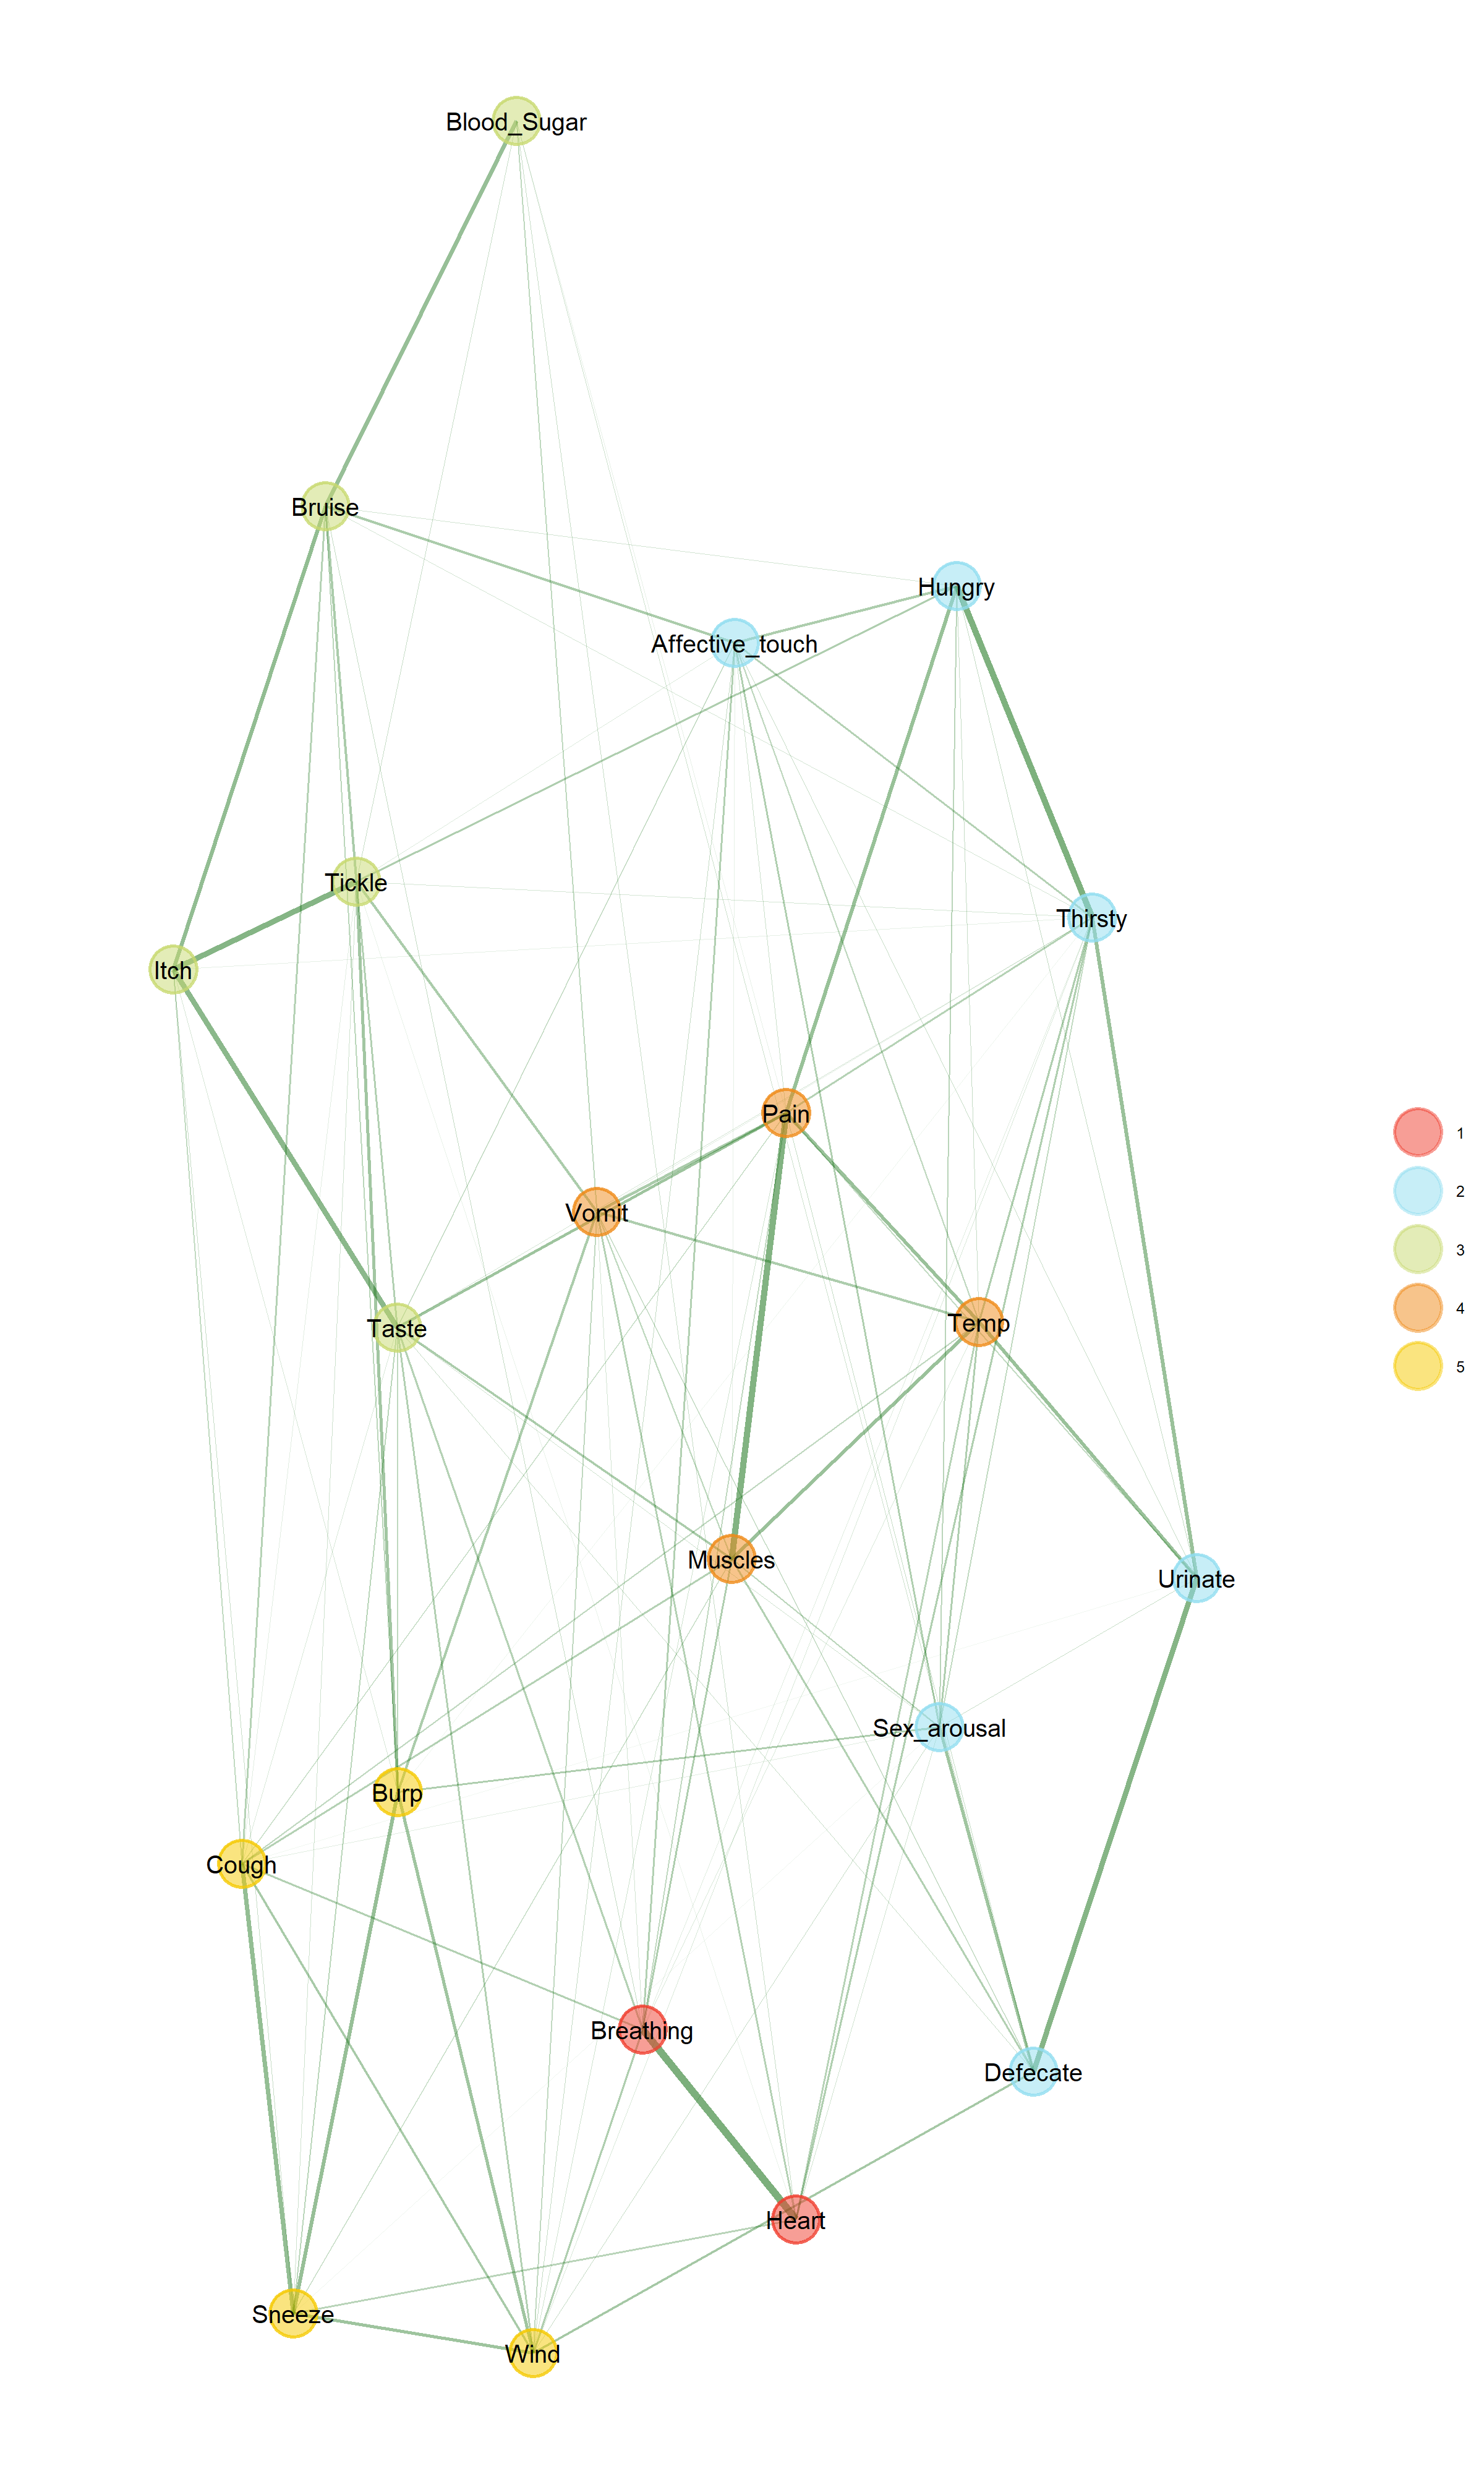 Blood_Sugar
Bruise
Hungry
Affective_touch
Tickle
Thirsty
Itch
Pain
1
2
Vomit
3
Temp
4
Taste
5
Muscles
Urinate
Sex_arousal
Burp
Cough
Breathing
Defecate
Heart
Sneeze
Wind